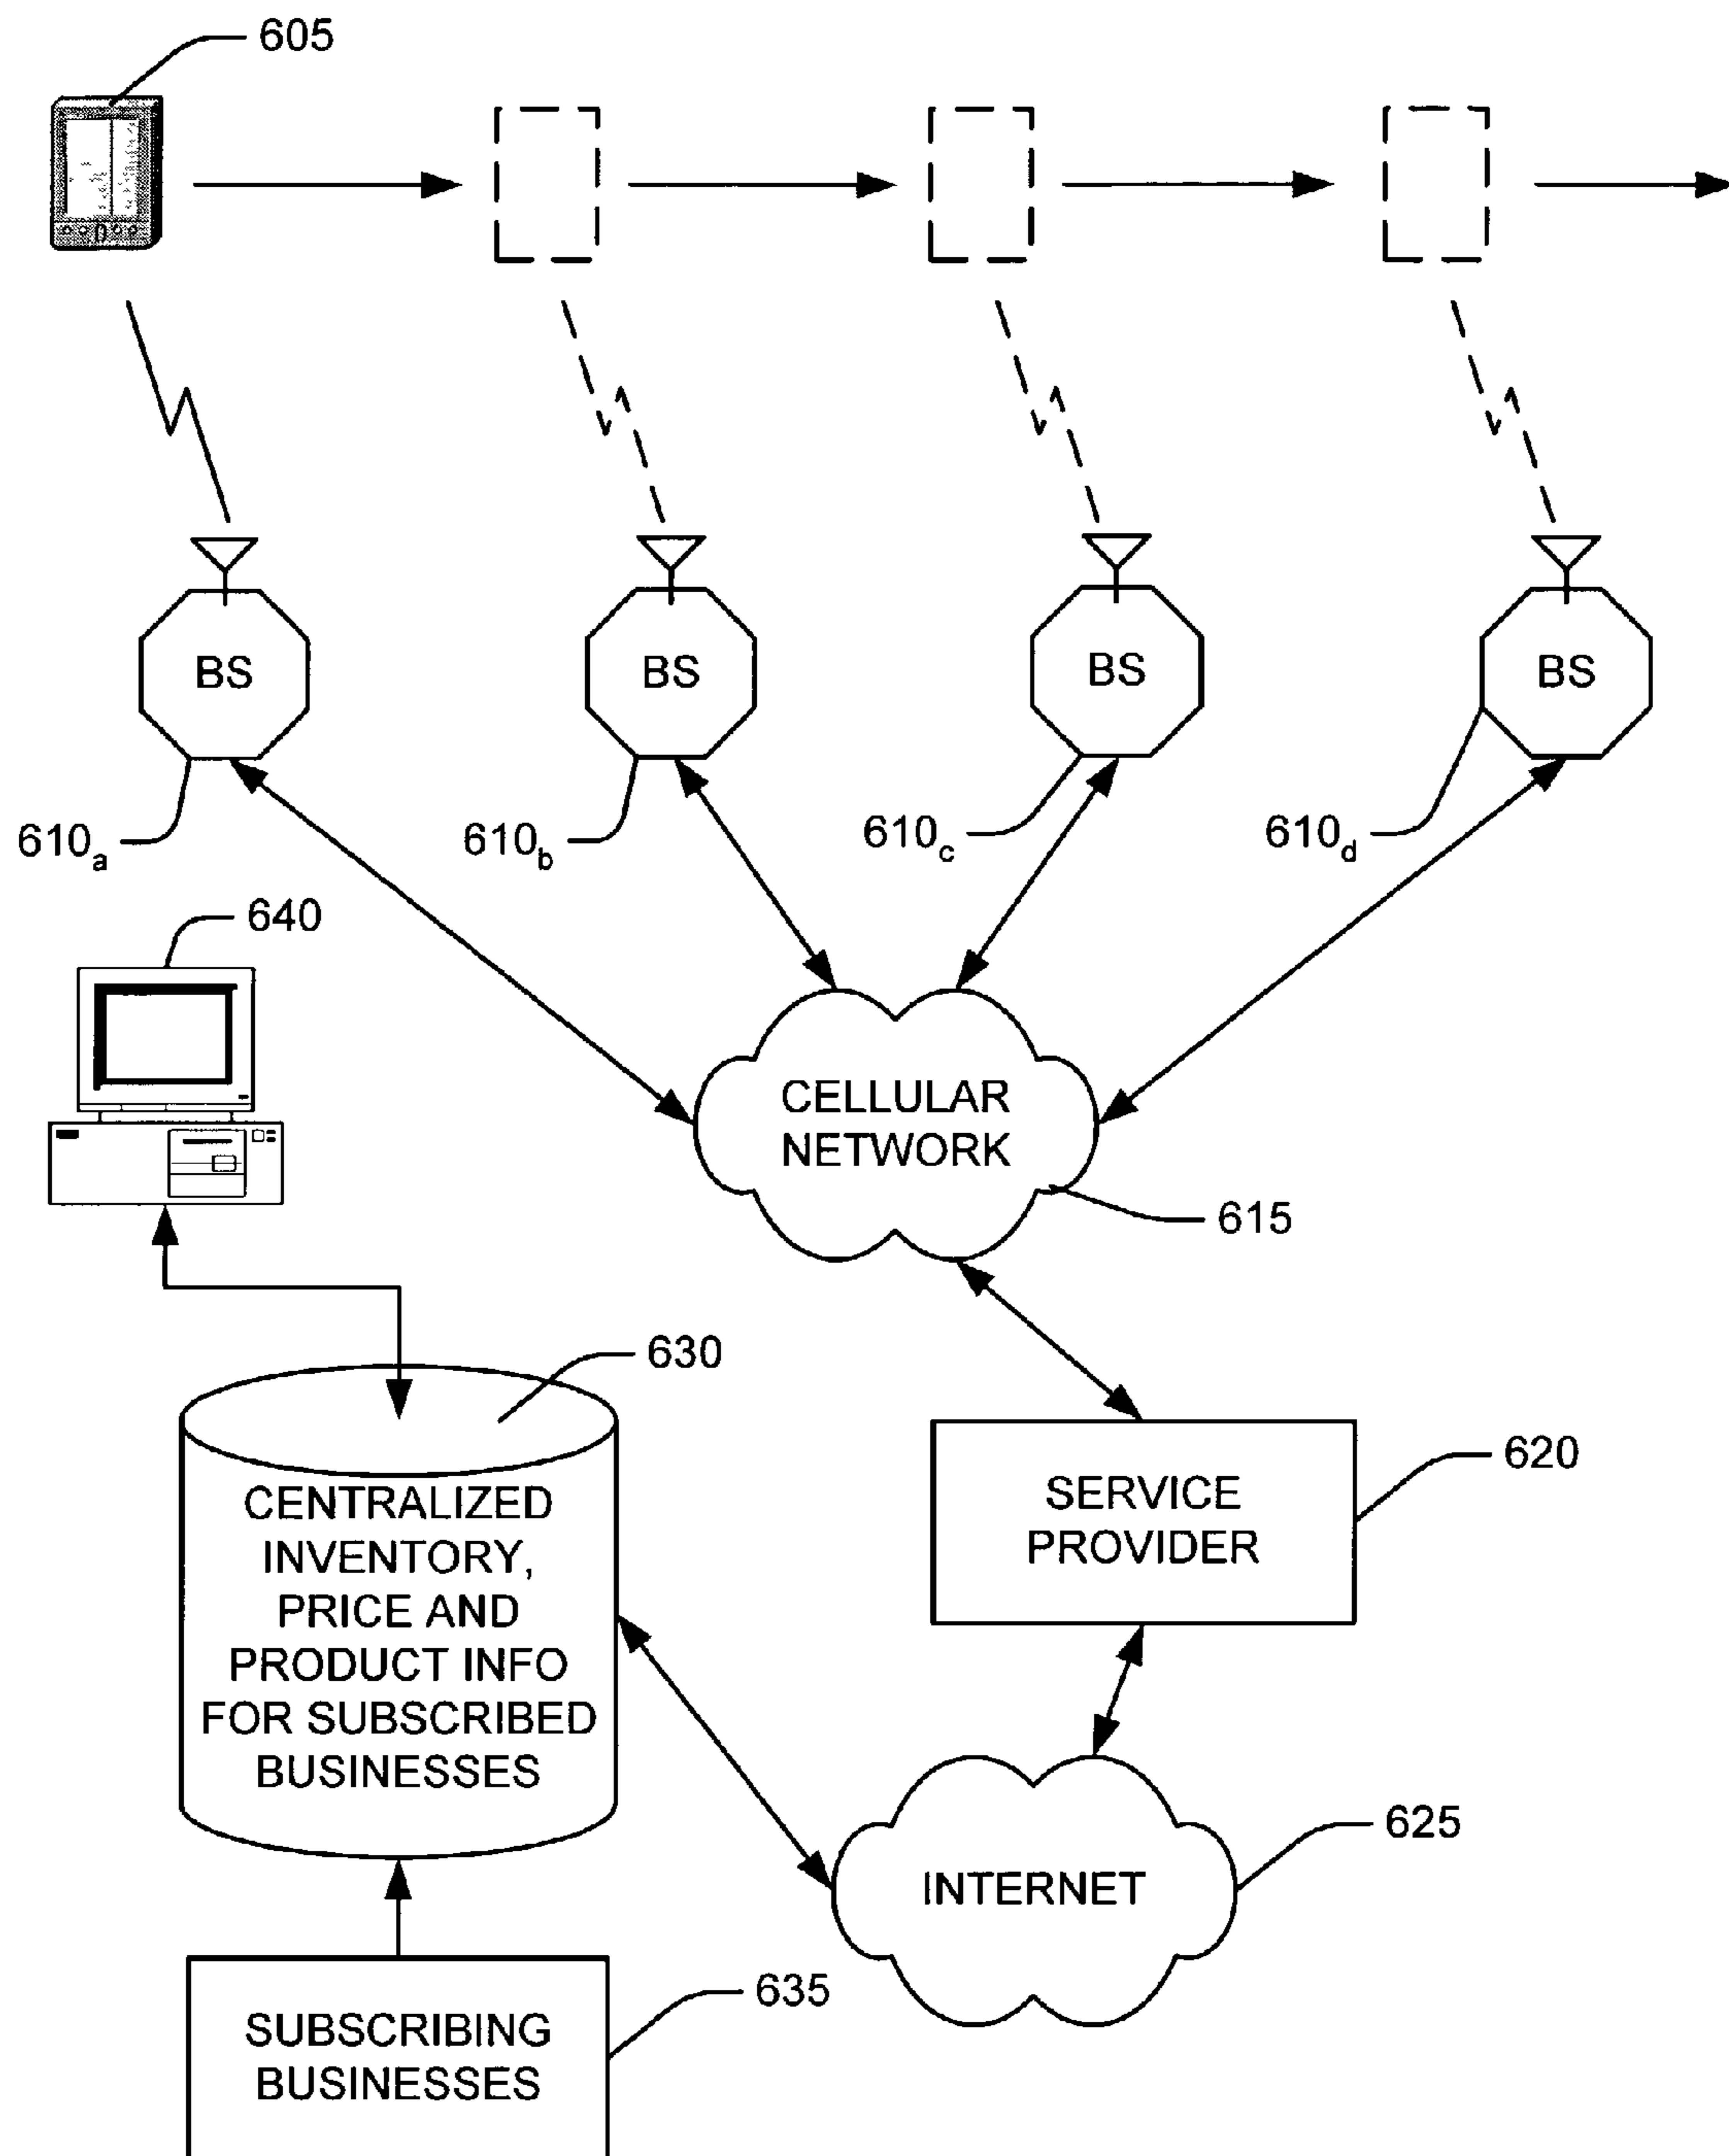 605
BS
BS
BS
BS
610a
610b
610c
610d
640
CELLULAR
NETWORK
615
630
CENTRALIZED
INVENTORY,
PRICE AND
PRODUCT INFO
FOR SUBSCRIBED
BUSINESSES
SERVICE
PROVIDER
620
INTERNET
625
SUBSCRIBING
BUSINESSES
635